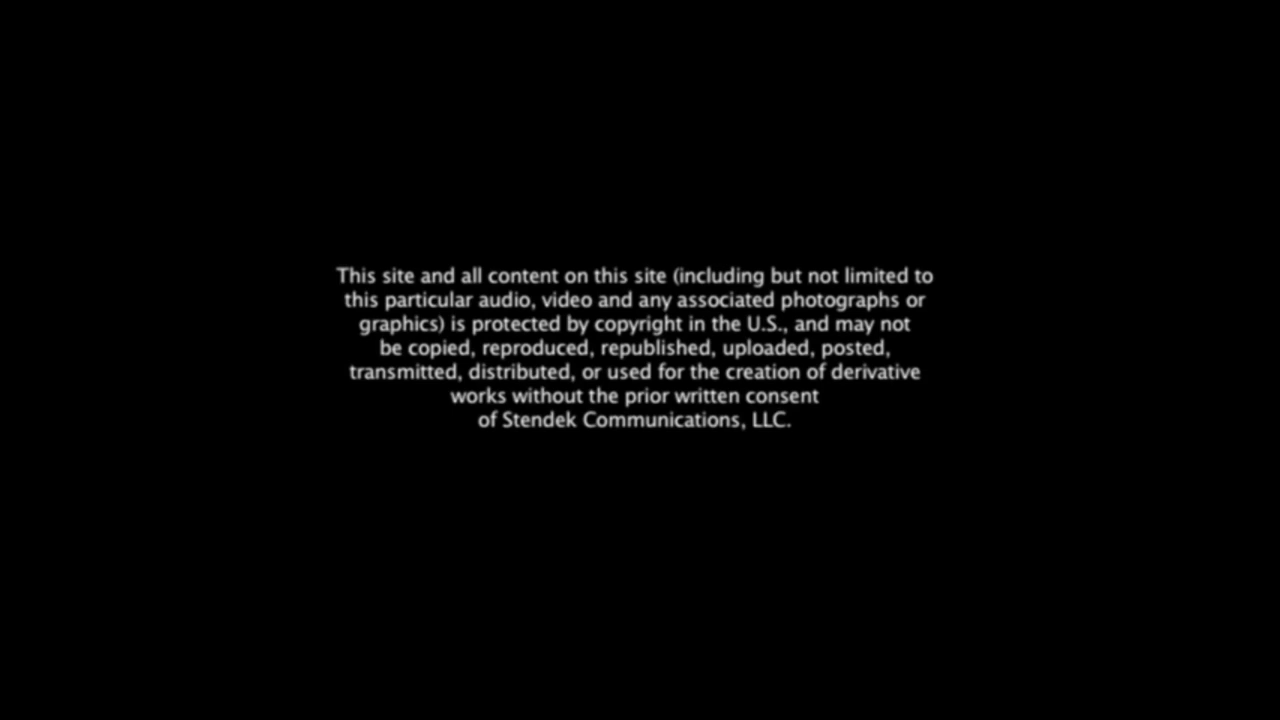 This site and all content on this site (including but not limited to
this particular audio, video and any associated photographs or
graphics) is protected by copyright in the U.S., and may not
be copied, reproduced, republished, uploaded, posted,
transmitted, distributed, or used for the creation of derivative
works without the prior written consent
of Stendek Communications, LLC.